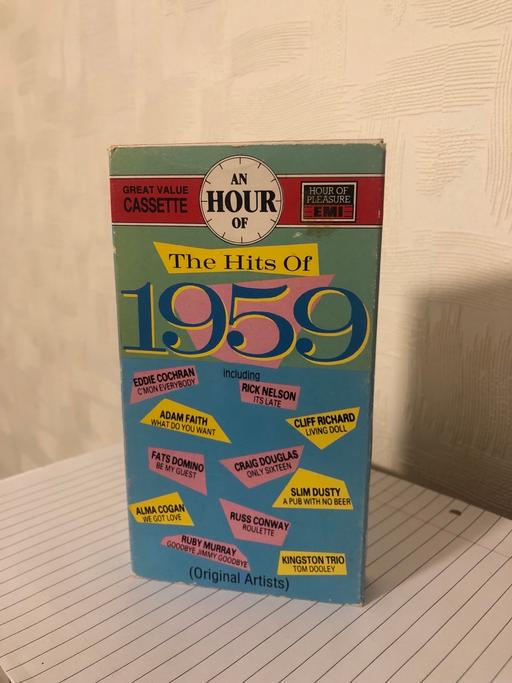 GREAT VALUE
CASSETTE
AN
HOUR
OF
HOUR OF
PLEASURE
EMI
The Hits Of
1959
including
EDDIE COCHRAN
C'MON EVERYBODY
RICK NELSON
ITS LATE
ADAM FAITH
WHAT DO YOU WANT
CLIFF RICHARD
LIVING DOLL
FATS DOMINO
BE MY GUEST
CRAIG DOUGLAS
ONLY SIXTEEN
SLIM DUSTY
A PUB WITH NO BEER
ALMA COGAN
WE GOT LOVE
RUSS CONWAY
ROULETTE
RUBY MURRAY
GOODBYE JIMMY GOODBYE
KINGSTON TRIO
TOM DOOLEY
(Original Artists)